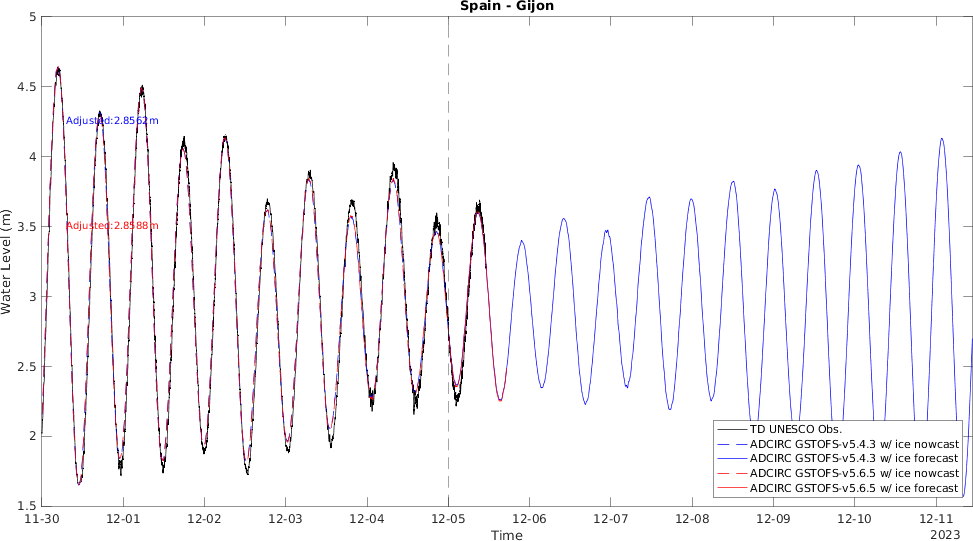 Spain - Gijon
5
4.5
4
3.5
3
2.5
2
1.5
Water Level (m)
Adjusted:2.8562m
Adjusted:2.8588m
TD UNESCO Obs.
ADCIRC GSTOFS-v5.4.3 w/ ice nowcast
ADCIRC GSTOFS-v5.4.3 w/ ice forecast
ADCIRC GSTOFS-v5.6.5 w/ ice nowcast
ADCIRC GSTOFS-v5.6.5 w/ ice forecast
11-30 12-01 12-02 12-03 12-04 12-05 12-06 12-07 12-08 12-09 12-10 12-11
2023
Time